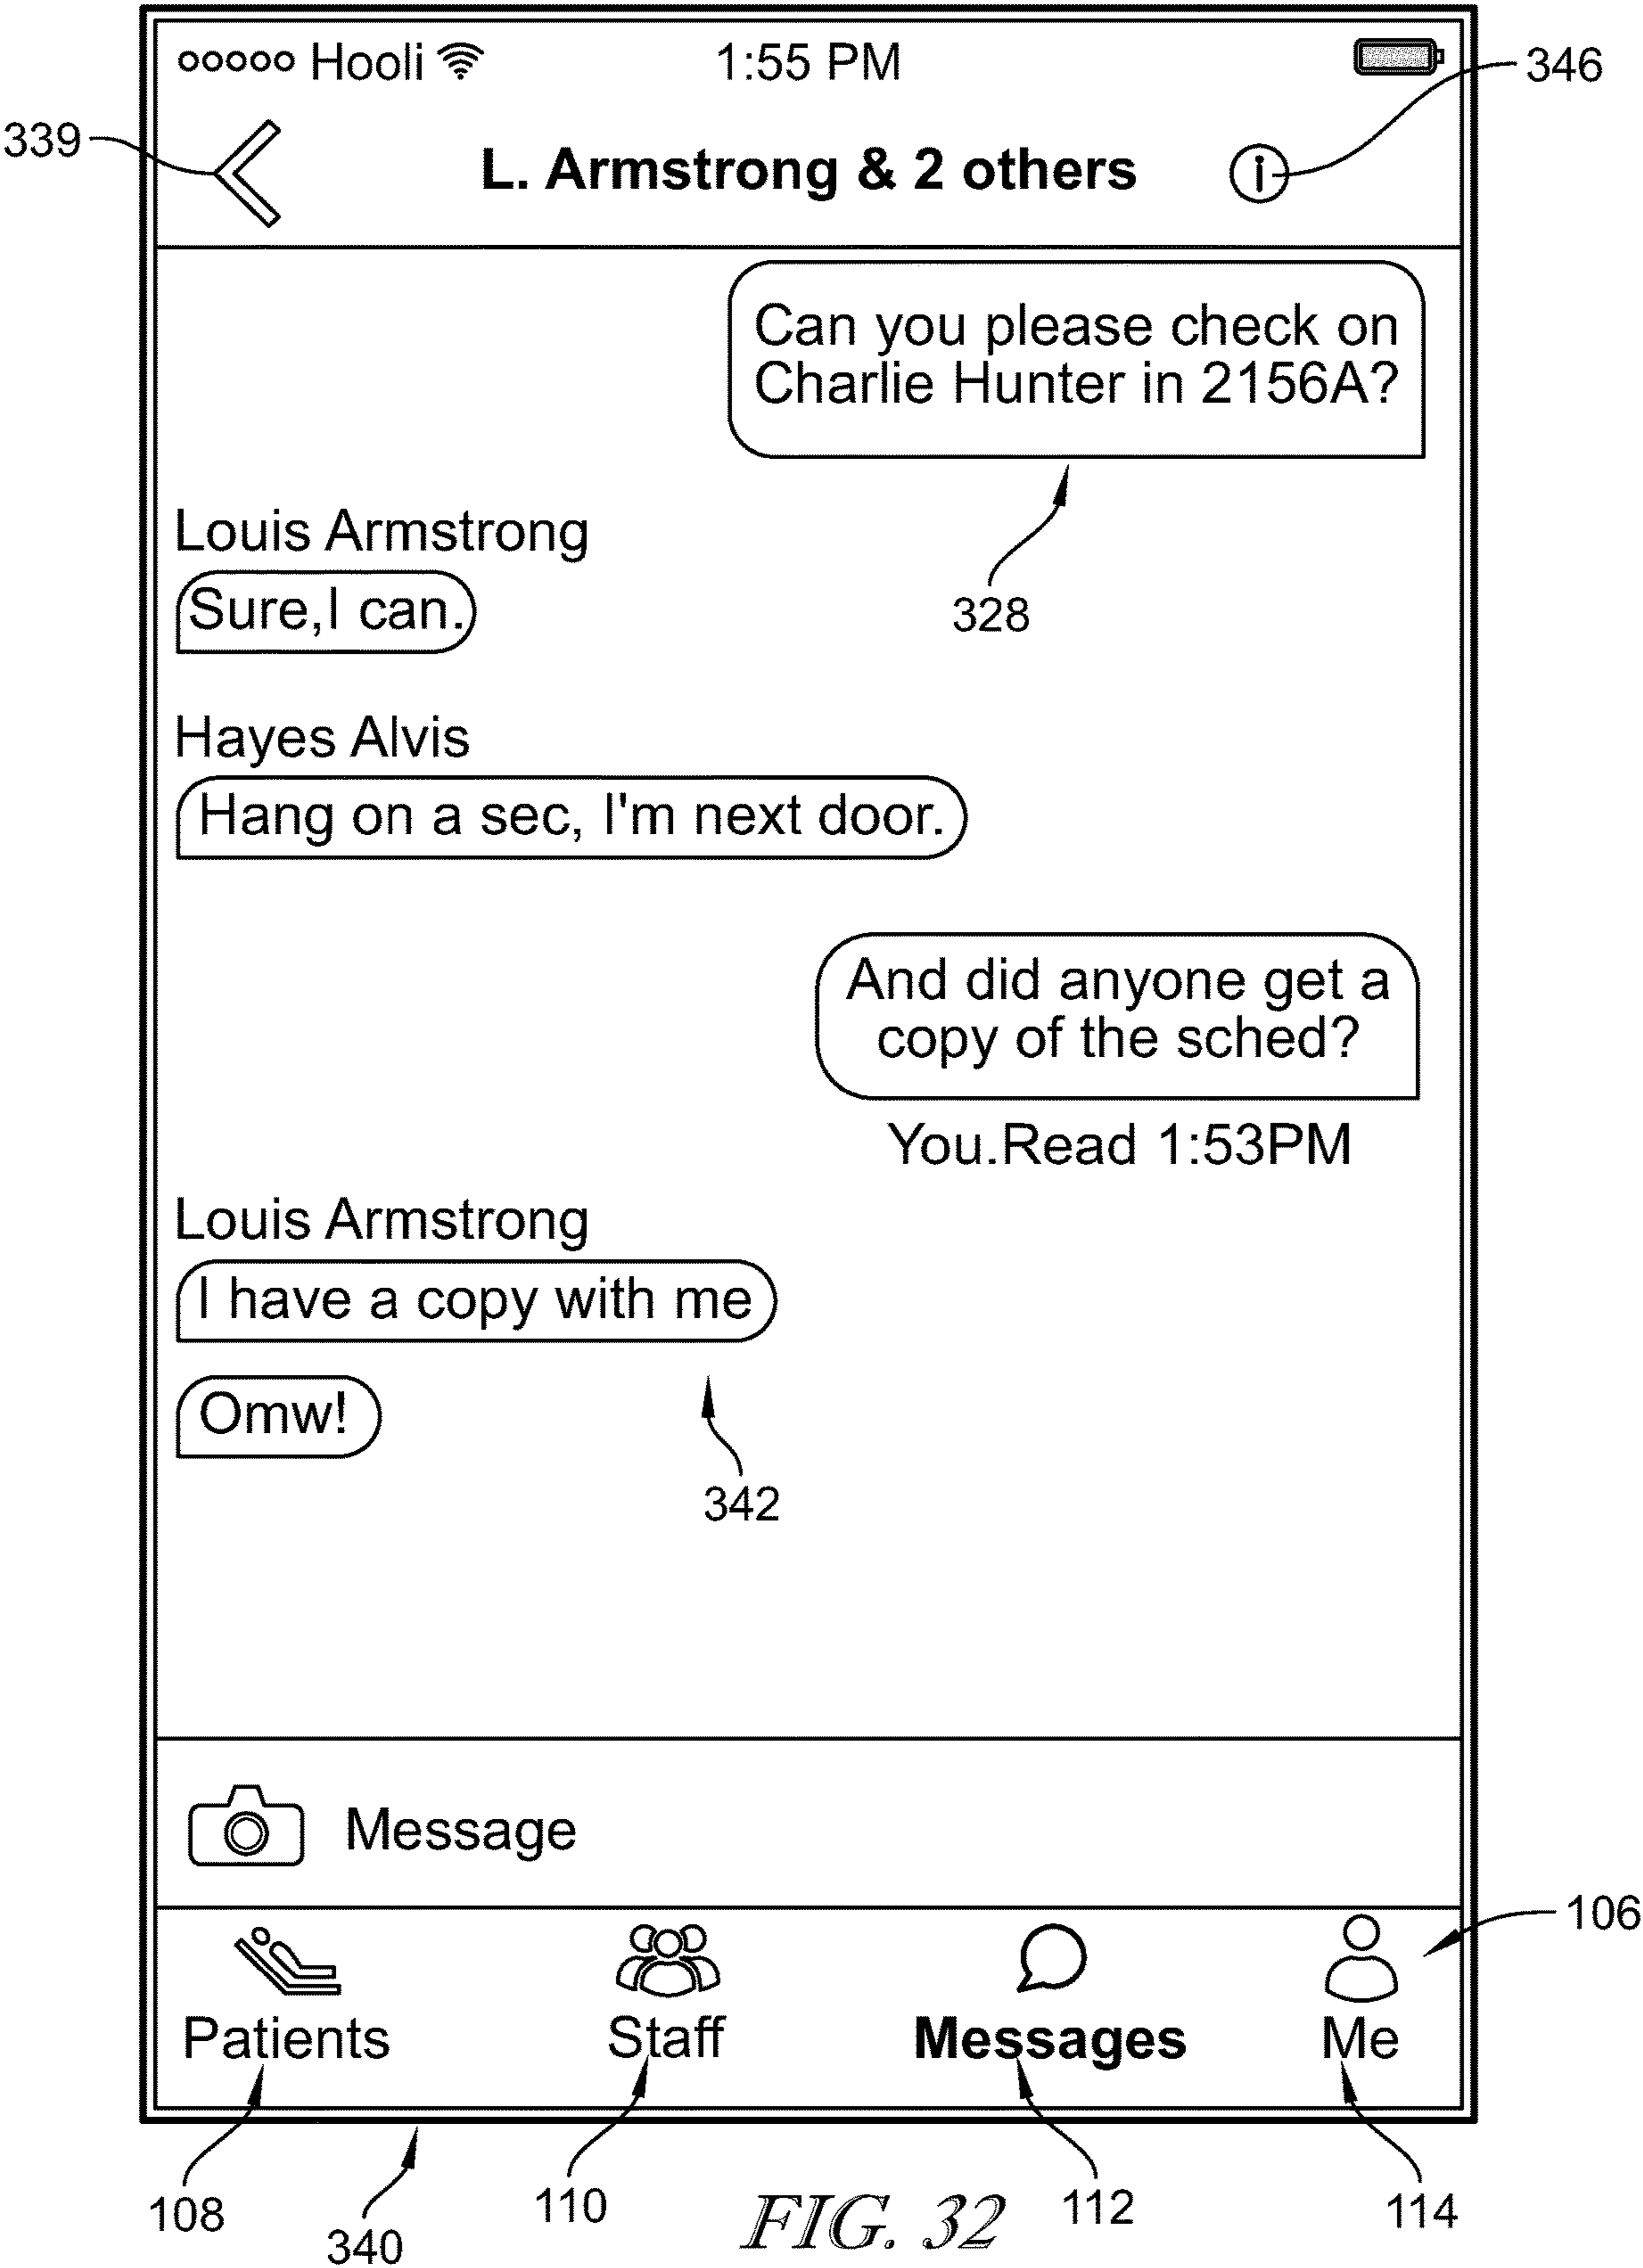 Hooli 1:55 PM
346
339
L. Armstrong & 2 others
Can you please check on
Charlie Hunter in 2156A?
328
Louis Armstrong
Sure,I can.
Hayes Alvis
Hang on a sec, I'm next door.
And did anyone get a
copy of the sched?
You.Read 1:53PM
Louis Armstrong
I have a copy with me
Omw!
342
Message
106
Patients Staff Messages Me
108 340 110 112 114
FIG. 32